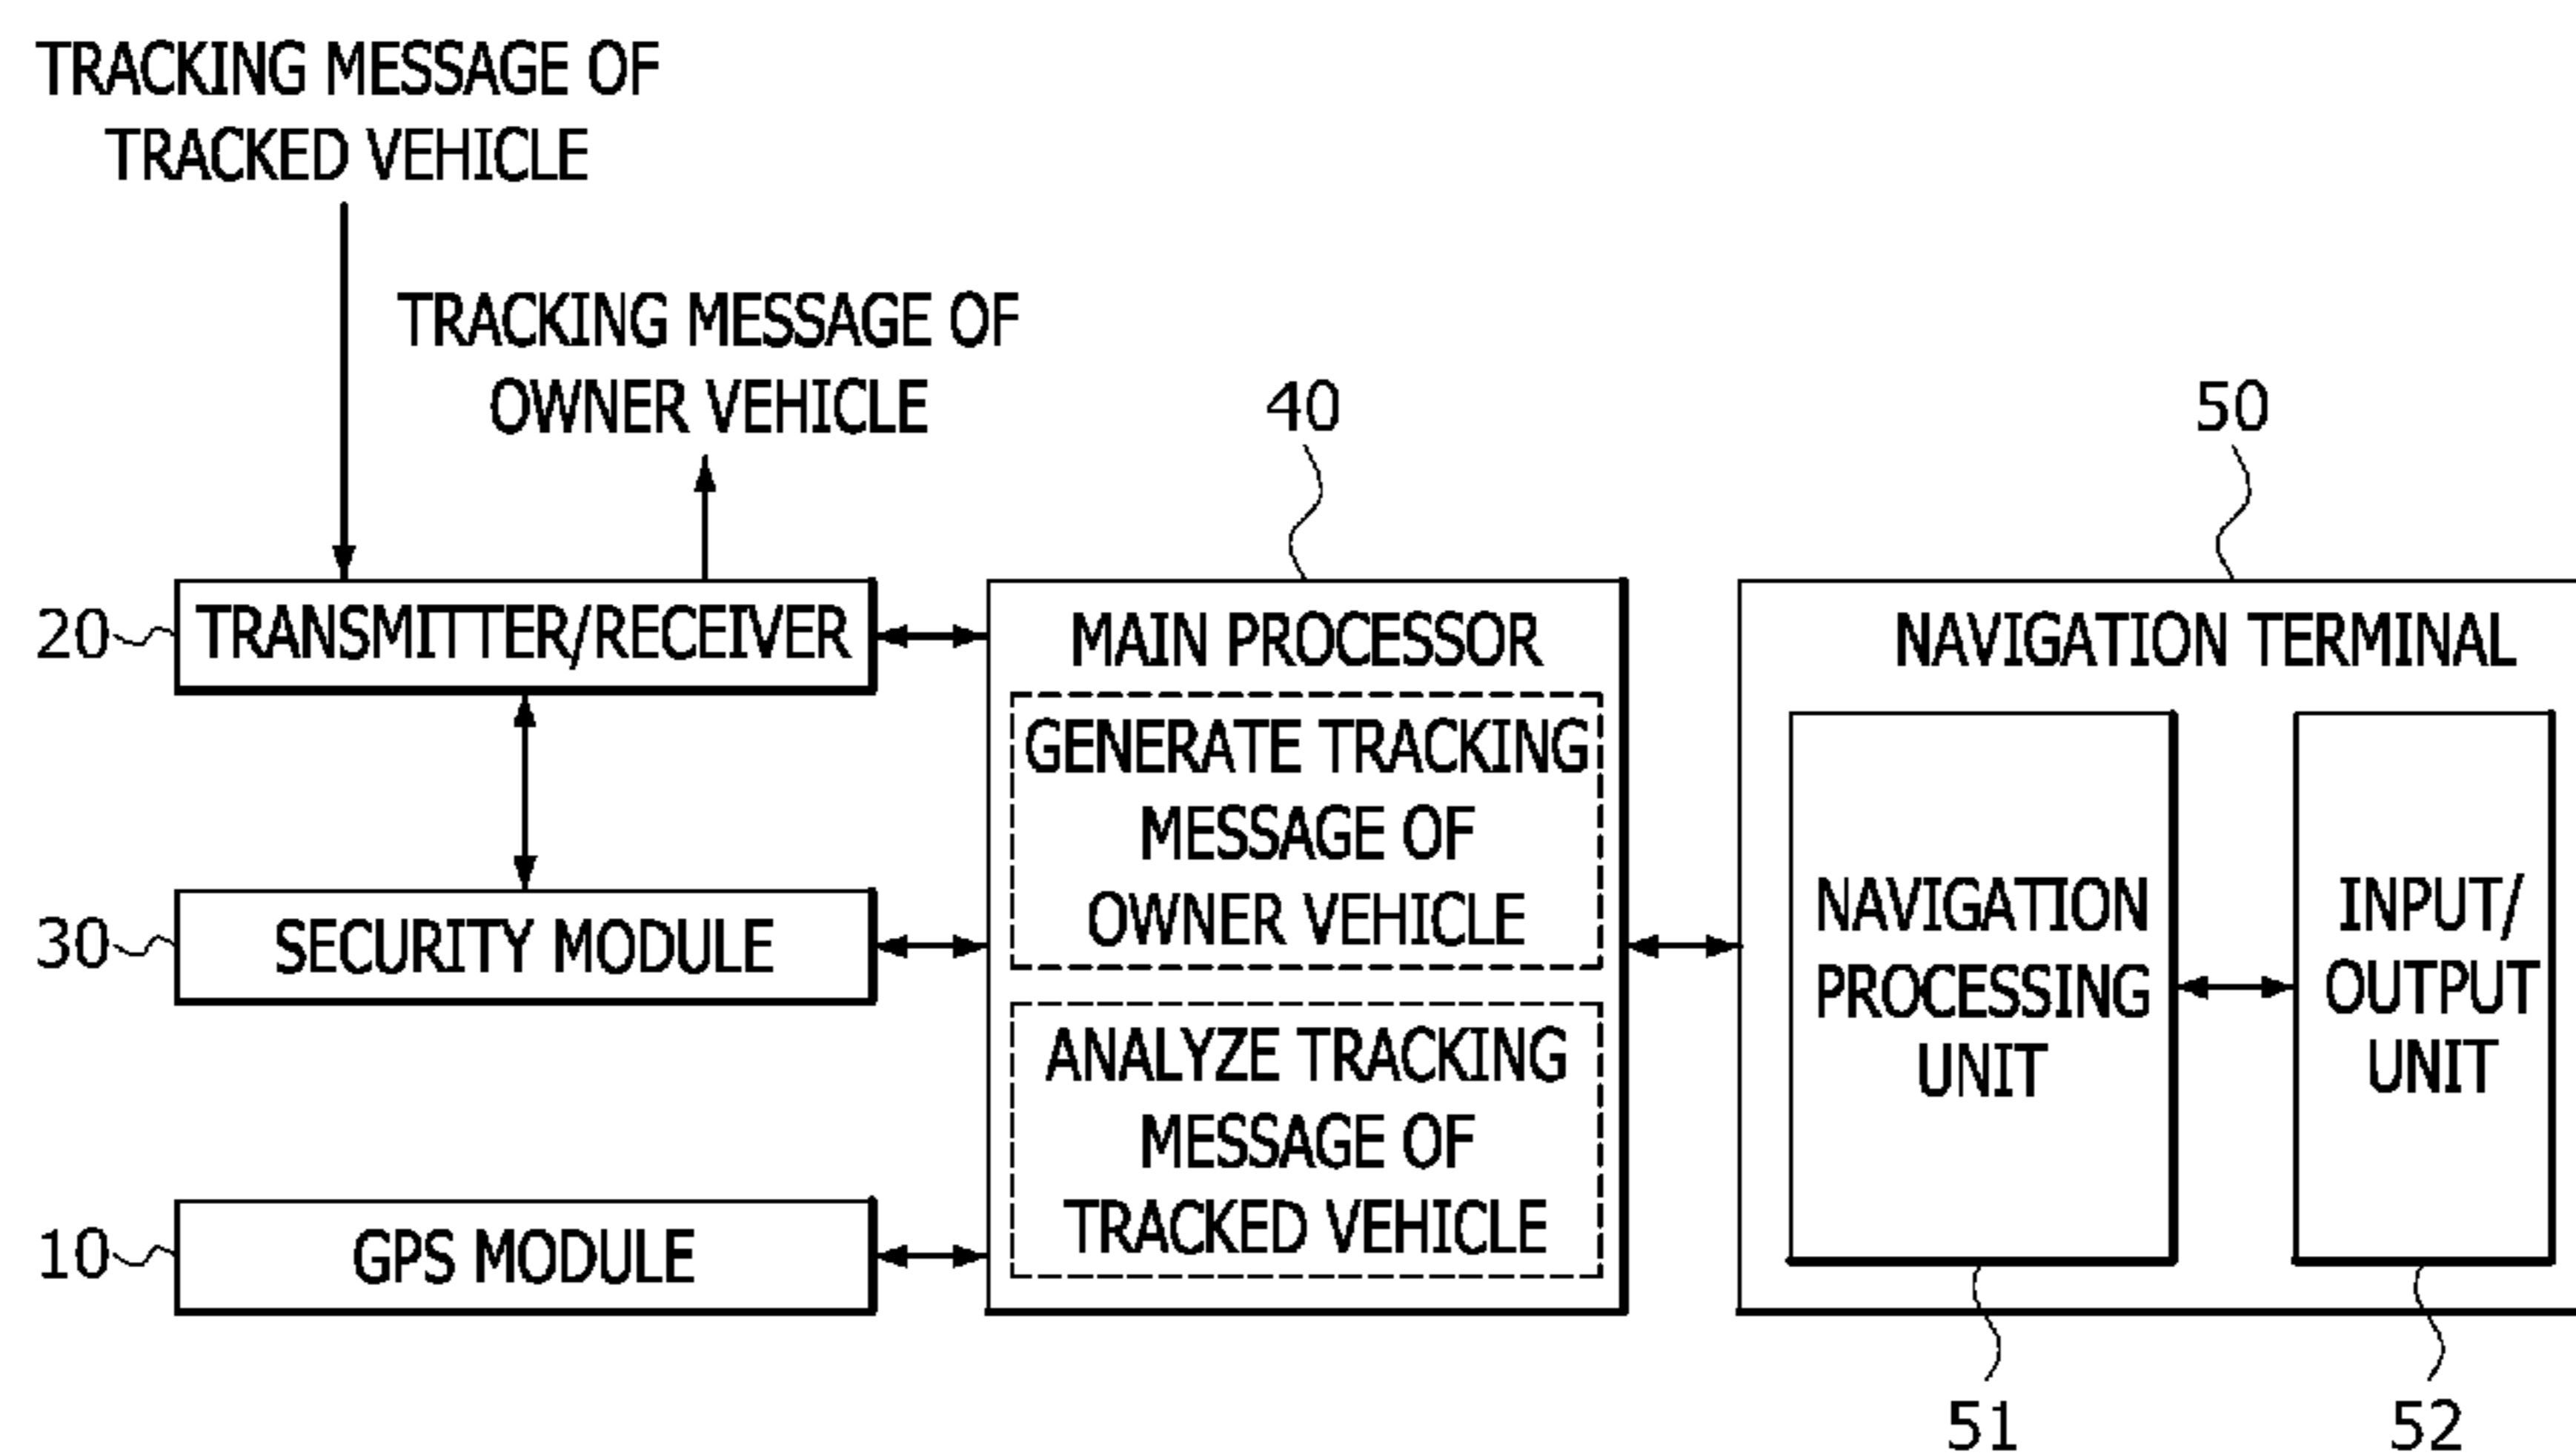 TRACKING MESSAGE OF
TRACKED VEHICLE
TRACKING MESSAGE OF
OWNER VEHICLE
40
50
20
TRANSMITTER/RECEIVER
MAIN PROCESSOR
NAVIGATION TERMINAL
GENERATE TRACKING
MESSAGE OF
OWNER VEHICLE
30
SECURITY MODULE
NAVIGATION
PROCESSING
UNIT
INPUT/
OUTPUT
UNIT
ANALYZE TRACKING
MESSAGE OF
TRACKED VEHICLE
10
GPS MODULE
51
52